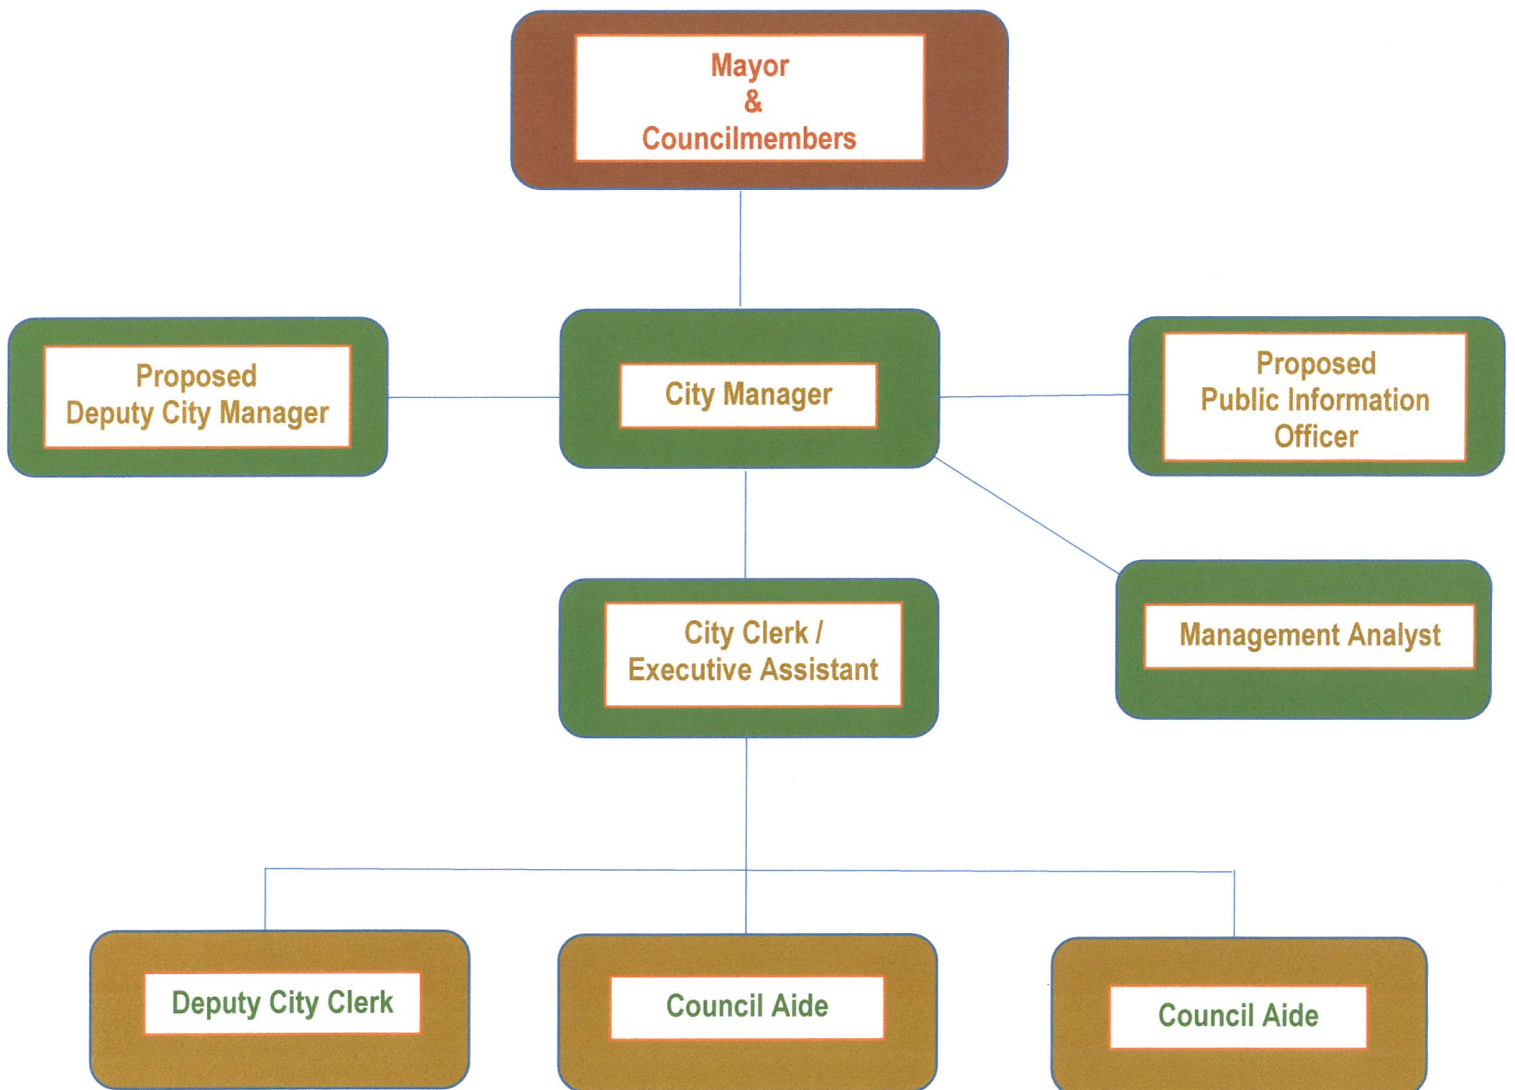 Mayor
&
Councilmembers
Proposed
Deputy City Manager
City Manager
Proposed
Public Information
Officer
City Clerk /
Executive Assistant
Management Analyst
Deputy City Clerk
Council Aide
Council Aide